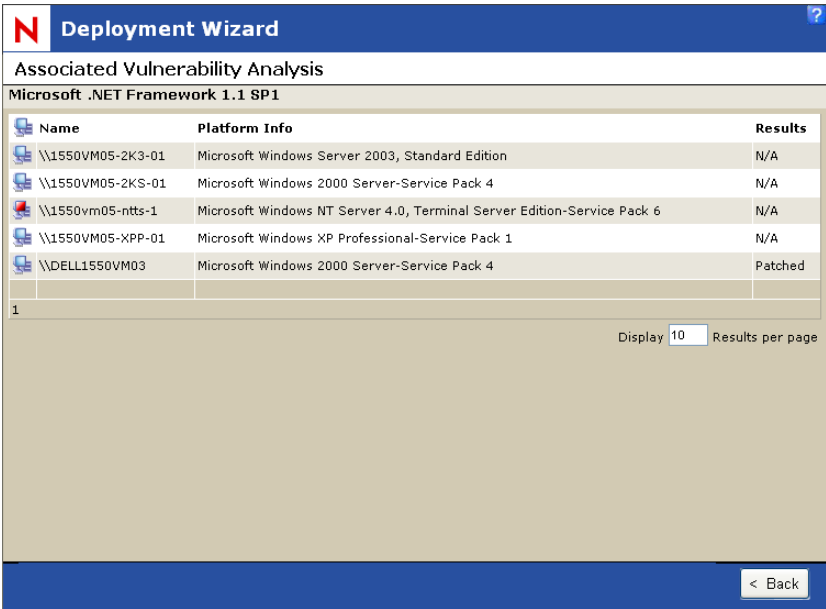 ?
N Deployment Wizard
Associated Vulnerability Analysis
Microsoft .NET Framework 1.1 SP1
Name Platform Info Results
\\1550VM05-2K3-01 Microsoft Windows Server 2003, Standard Edition N/A
\\1550VM05-2KS-01 Microsoft Windows 2000 Server-Service Pack 4 N/A
\\1550vm05-ntts-1 Microsoft Windows NT Server 4.0, Terminal Server Edition-Service Pack 6 N/A
\\1550VM05-XPP-01 Microsoft Windows XP Professional-Service Pack 1 N/A
\\DELL1550VM03 Microsoft Windows 2000 Server-Service Pack 4 Patched
1
Display 10 Results per page
< Back